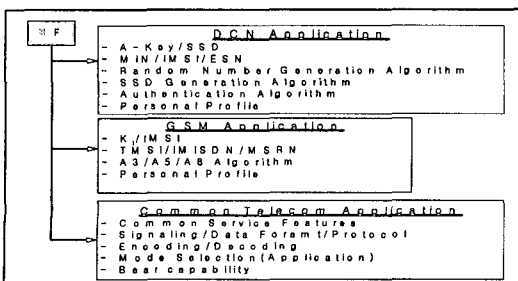 MF
DCN Application
- A-Key/SSD
- MIN/IMSI/ESN
- Random Number Generation Algorithm
- SSD Generation Algorithm
- Authentication Algorithm
- Personal Profile
GSM Application
- Ki/IMSI
- TMSI/IMISDN/MSRN
- A3/A5/A8 Algorithm
- Personal Profile
Common Telecom Application
- Common Service Features
- Signaling/Data Foramt/Protocol
- Encoding/Decoding
- Mode Selection(Application)
- Bear capability